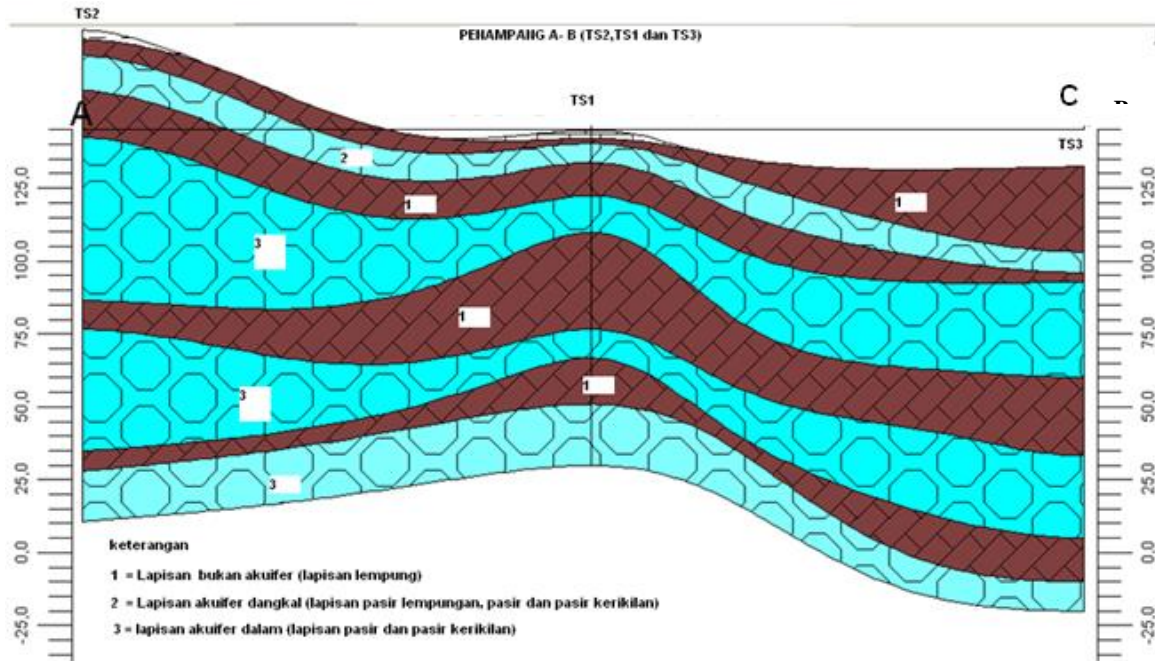 TS2
PENAMPANG A- B (TS2,TS1 dan TS3)
TS1
A
C
TS3
2
1
1
3
1
1
3
3
125,0
100,0
75,0
50,0
25,0
0,0
-25,0
125,0
100,0
75,0
50,0
25,0
0,0
-25,0
keterangan
1 = Lapisan bukan akuifer (lapisan lempung)
2 = Lapisan akuifer dangkal (lapisan pasir lempungan, pasir dan pasir kerikilan)
3 = lapisan akuifer dalam (lapisan pasir dan pasir kerikilan)